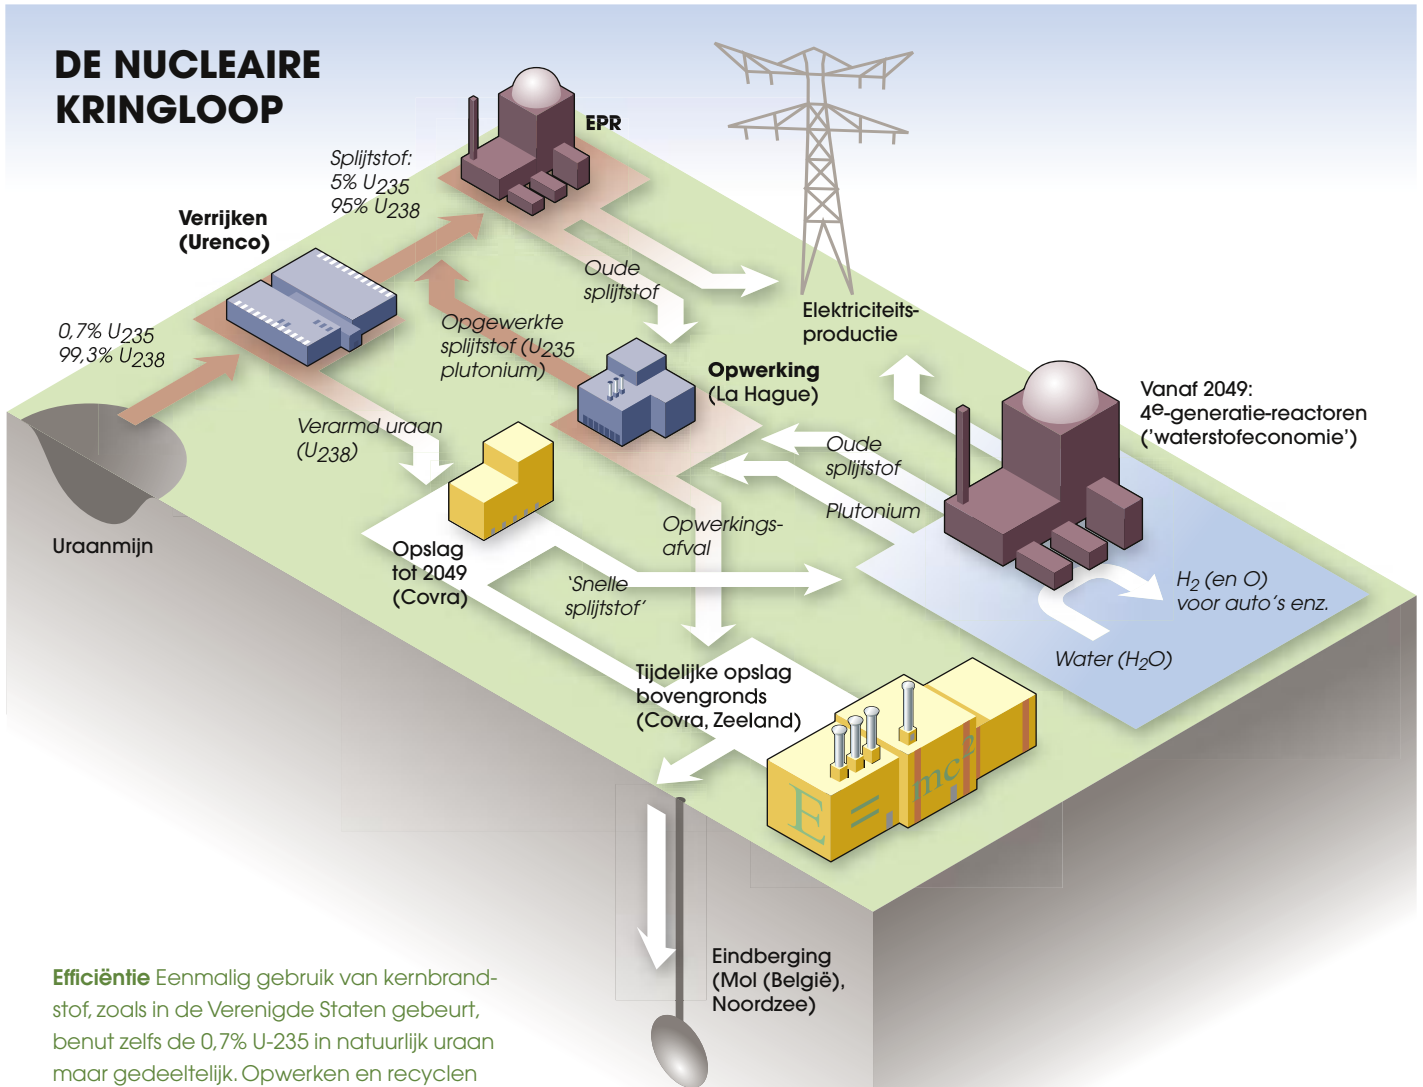 DE NUCLEAIRE
KRINGLOOP
EPR
Splijtstof:
5% U235
95% U238
Verrijken
(Urenco)
0,7% U235
99,3% U238
Oude
splijtstof
Opgewerkte
splijtstof (U235
plutonium)
Elektriciteits-
productie
Opwerking
(La Hague)
Vanaf 2049:
4e-generatie-reactoren
('waterstofeconomie')
Verarmd uraan
(U238)
Oude
splijtstof
Plutonium
Uraanmijn
Opslag
tot 2049
(Covra)
Opwerkings-
afval
'Snelle
splijtstof'
H2 (en O)
voor auto's enz.
Water (H2O)
Tijdelijke opslag
bovengronds
(Covra, Zeeland)
E = mc2
Eindberging
(Mol (België),
Noordzee)
Efficiëntie Eenmalig gebruik van kernbrand-
stof, zoals in de Verenigde Staten gebeurt,
benut zelfs de 0,7% U-235 in natuurlijk uraan
maar gedeeltelijk. Opwerken en recyclen